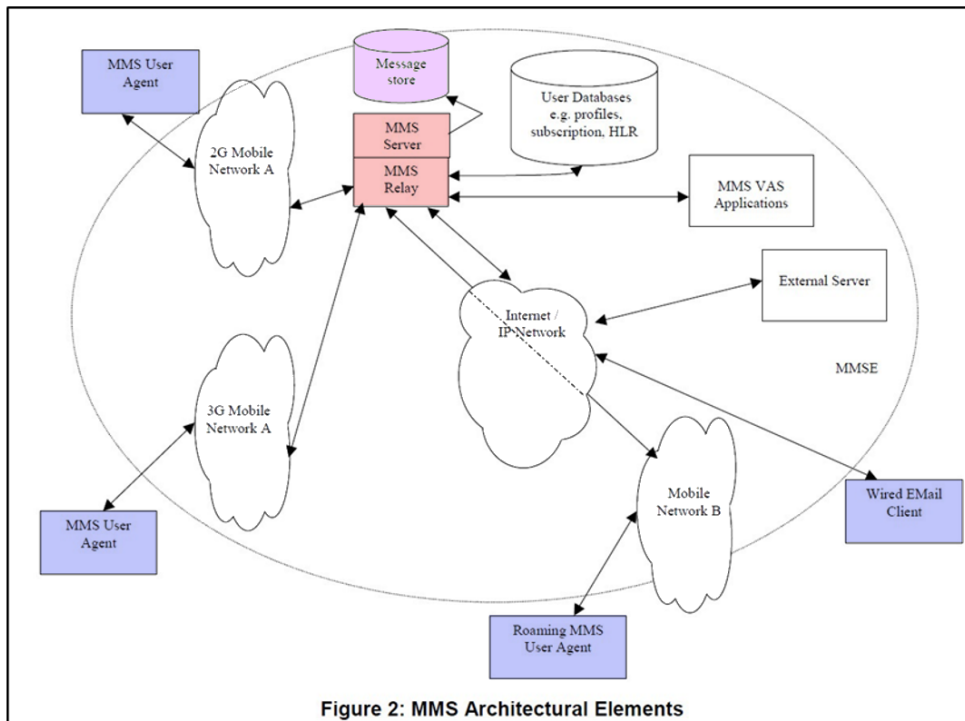 MMS User
Agent
Message
store
User Databases
e.g. profiles,
subscription, HLR
MMS
Server
2G Mobile
Network A
MMS
Relay
MMS VAS
Applications
External Server
Internet /
IP Network
MMSE
3G Mobile
Network A
Mobile
Network B
Wired EMail
Client
MMS User
Agent
Roaming MMS
User Agent
Figure 2: MMS Architectural Elements